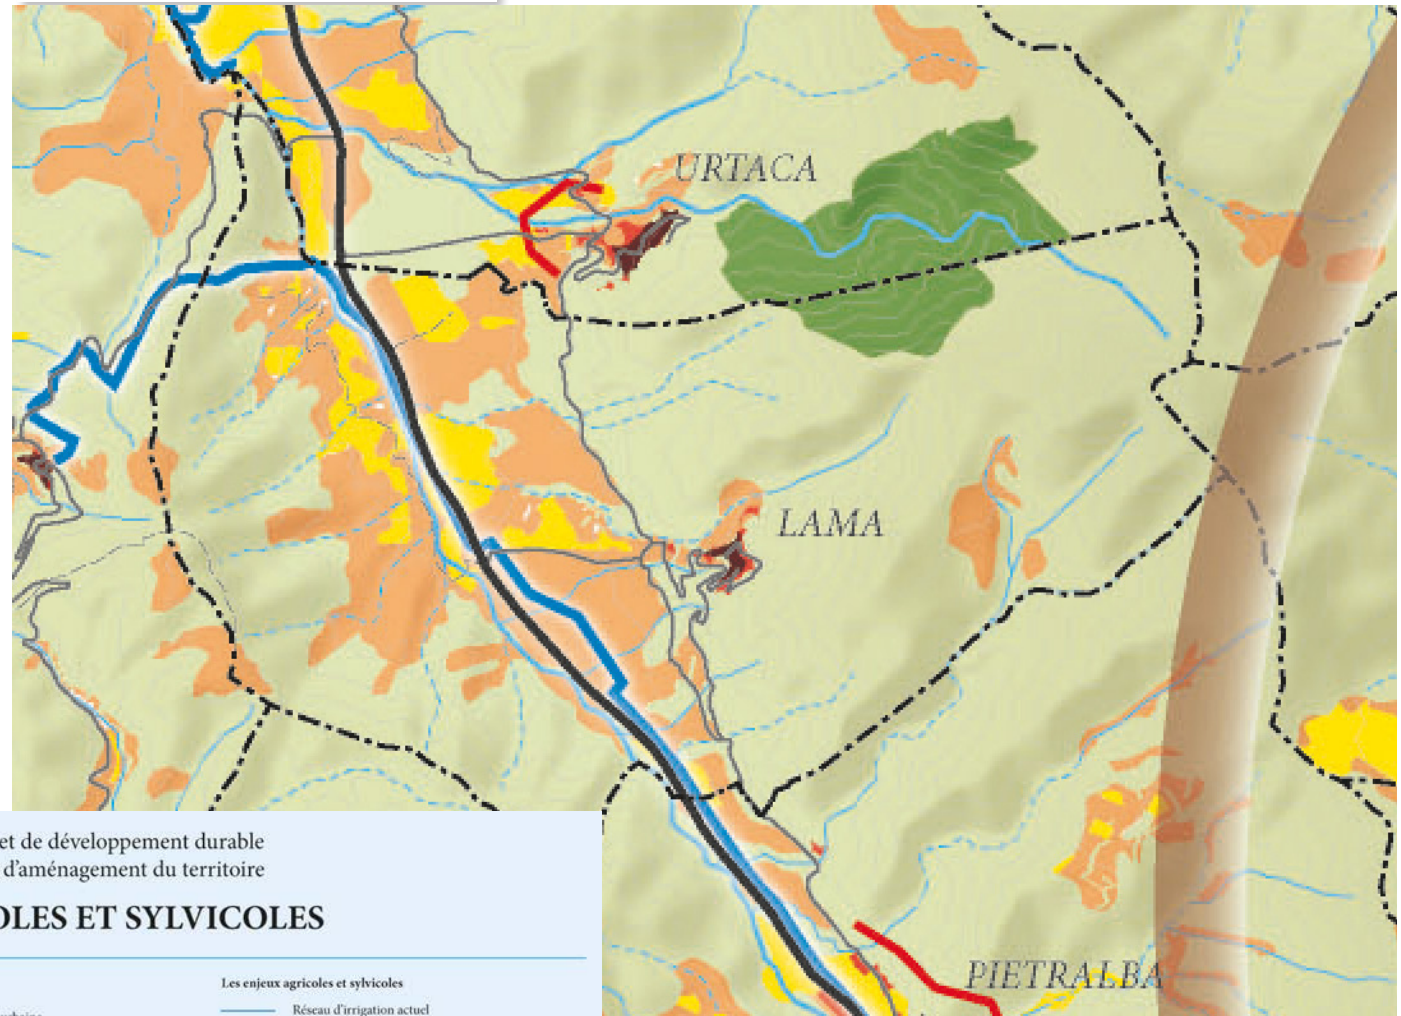 URTACA
LAMA
PIETRALBA
et de développement durable
d’aménagement du territoire
OLES ET SYLVICOLES
Les enjeux agricoles et sylvicoles
Réseau d’irrigation actuel